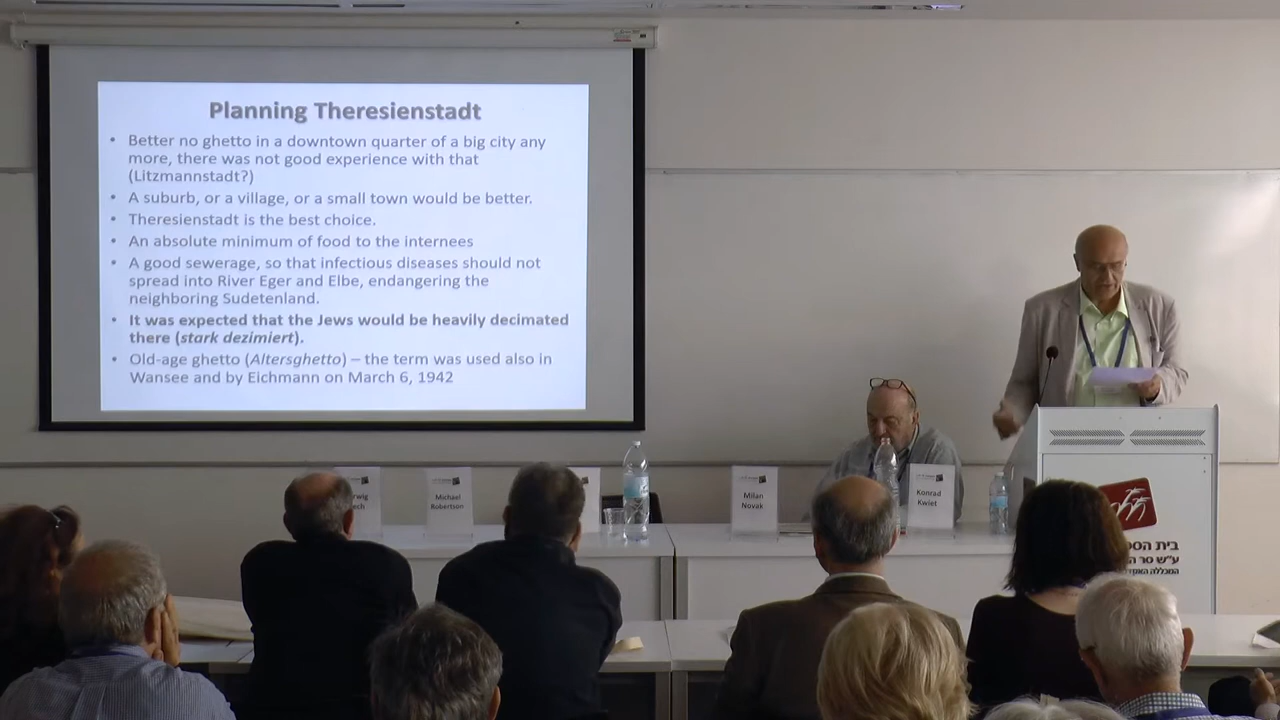 Planning Theresienstadt
• Better no ghetto in a downtown quarter of a big city any
more, there was not good experience with that
(Litzmannstadt?)
• A suburb, or a village, or a small town would be better.
• Theresienstadt is the best choice.
• An absolute minimum of food to the internees
• A good sewerage, so that infectious diseases should not
spread into River Eger and Elbe, endangering the
neighboring Sudetenland.
• It was expected that the Jews would be heavily decimated
there (stark dezimiert).
• Old-age ghetto (Altersghetto) – the term was used also in
Wansee and by Eichmann on March 6, 1942
Michael
Robertson
Milan
Novak
Konrad
Kwiet
בית הספ
ע"ש סר ה
המכללה האק